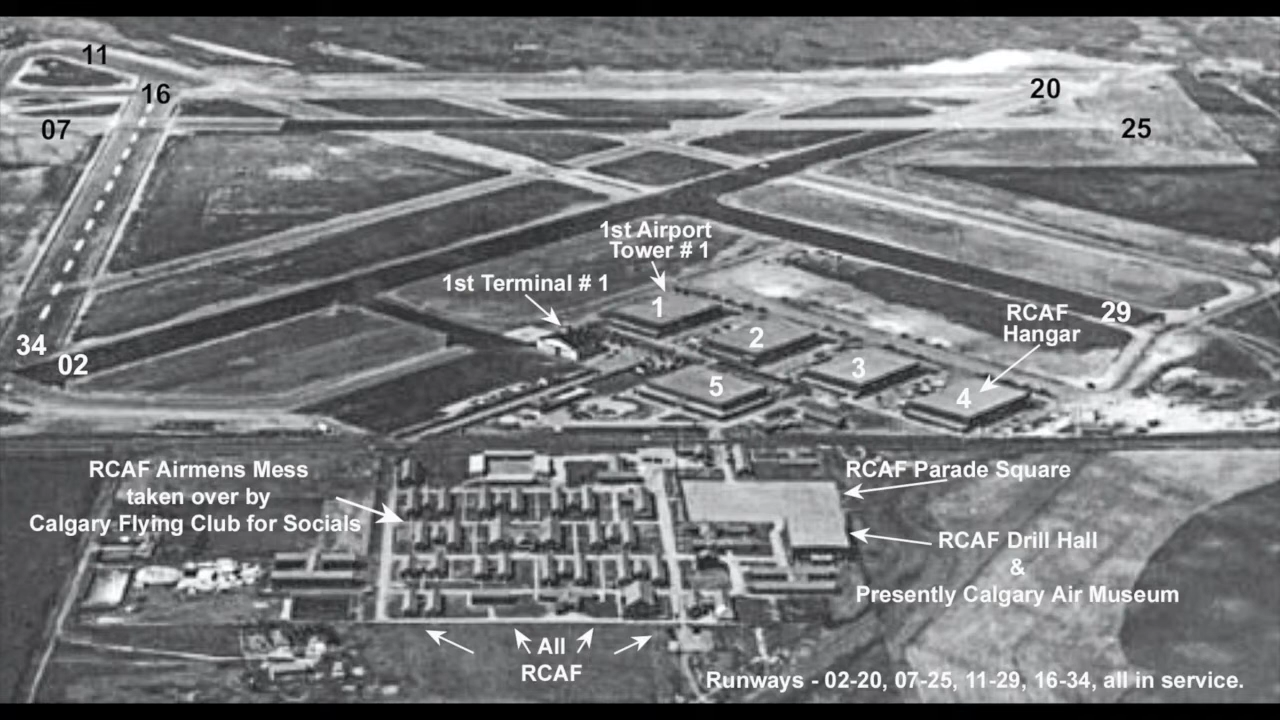 11
16
20
07
25
1st Airport
Tower # 1
1st Terminal # 1
1
29
RCAF
Hangar
2
34
02
3
5
4
RCAF Airmens Mess
taken over by
Calgary Flying Club for Socials
RCAF Parade Square
RCAF Drill Hall
&
Presently Calgary Air Museum
All
RCAF
Runways - 02-20, 07-25, 11-29, 16-34, all in service.